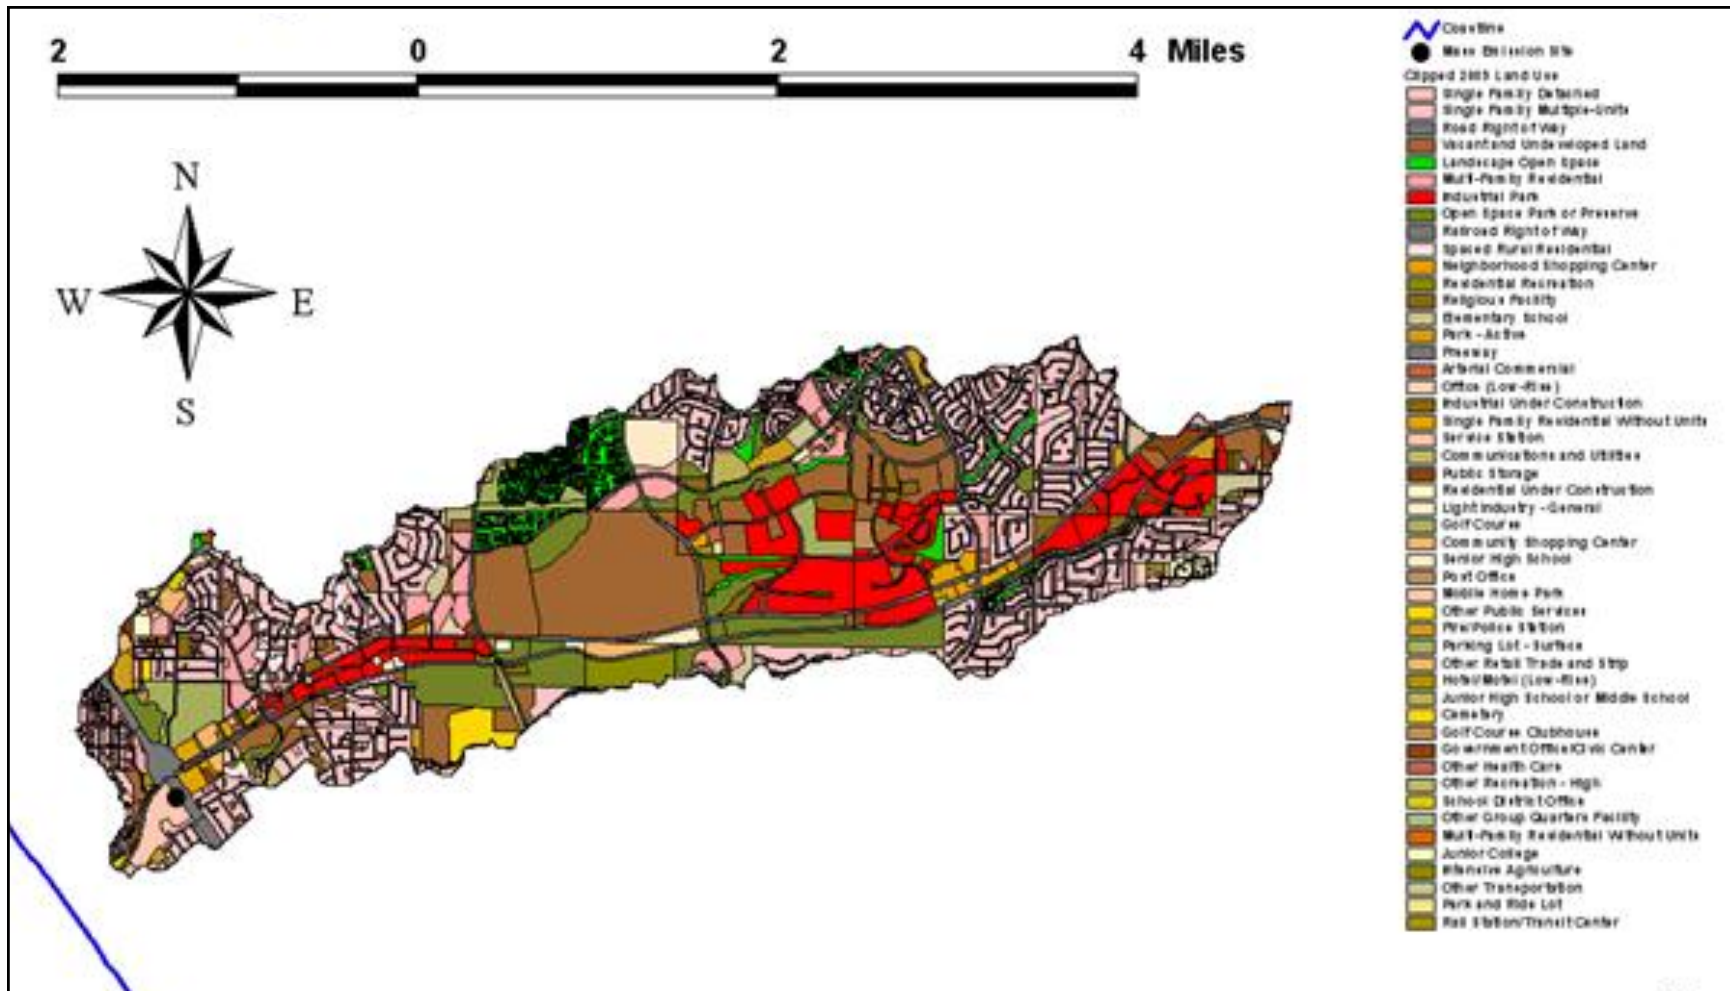 2 0 2 4 Miles
N
W E
S
Coastline
Mass Emission Site
Clipped 2009 Land Use
Single Family Detached
Single Family Multiple-Units
Road Right of Way
Vacant and Undeveloped Land
Landscape Open Space
Multi-Family Residential
Industrial Park
Open Space Park or Preserve
Railroad Right of Way
Spaced Rural Residential
Neighborhood Shopping Center
Residential Recreation
Religious Facility
Elementary School
Park - Active
Freeway
Arterial Commercial
Office (Low-Rise)
Industrial Under Construction
Single Family Residential Without Units
Service Station
Communications and Utilities
Public Storage
Residential Under Construction
Light Industry - General
Golf Course
Community Shopping Center
Senior High School
Post Office
Mobile Home Park
Other Public Services
Fire/Police Station
Parking Lot - Surface
Other Retail Trade and Strip
Hotel/Motel (Low-Rise)
Junior High School or Middle School
Cemetery
Golf Course Clubhouse
Government Office/Civic Center
Other Health Care
Other Recreation - High
School District Office
Other Group Quarters Facility
Multi-Family Residential Without Units
Junior College
Intensive Agriculture
Other Transportation
Park and Ride Lot
Rail Station/Transit Center